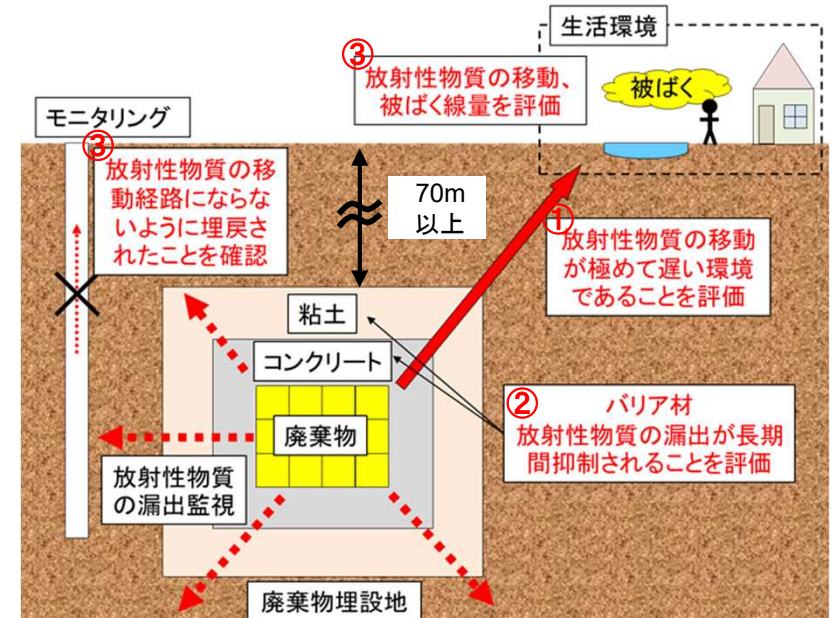 生活環境
③
放射性物質の移動、
被ばく線量を評価
被ばく
モニタリング
③
放射性物質の移
動経路にならな
いように埋戻さ
れたことを確認
70m
以上
①
放射性物質の移動
が極めて遅い環境
であることを評価
粘土
コンクリート
廃棄物
②
バリア材
放射性物質の漏出が長期
間抑制されることを評価
放射性物質
の漏出監視
廃棄物埋設地